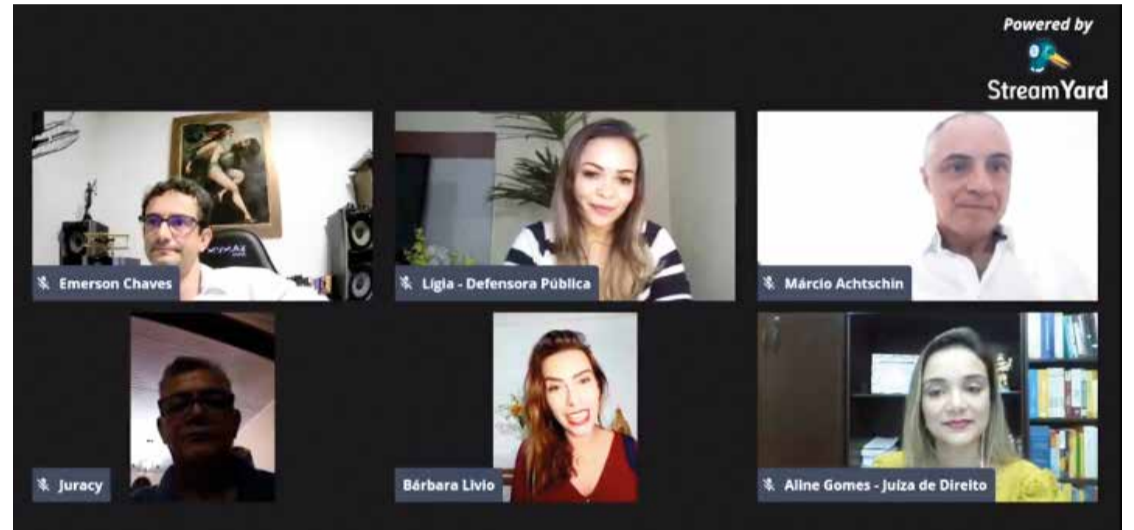 Powered by
StreamYard
Emerson Chaves
Lígia - Defensora Pública
Márcio Achtschin
Juracy
Bárbara Livio
Aline Gomes - Juíza de Direito